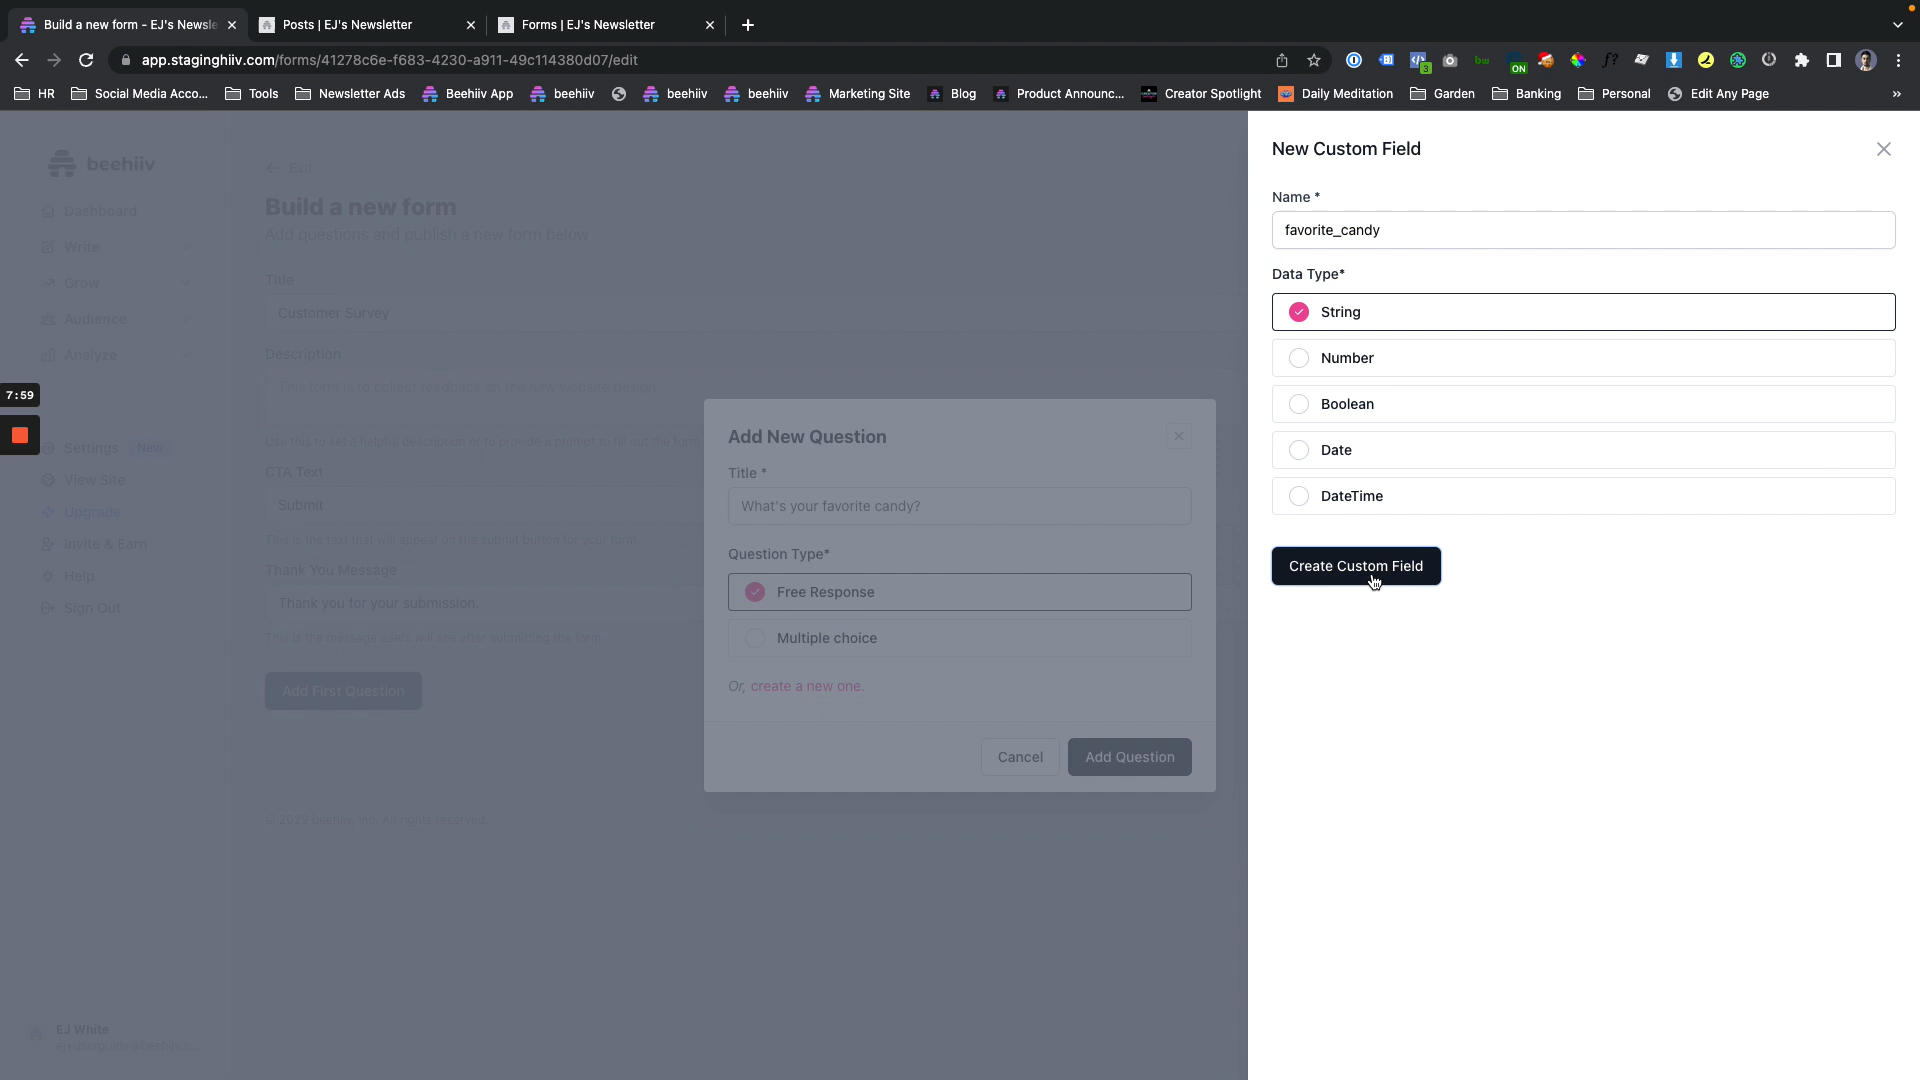 Build a new form - EJ's Newsle
Posts | EJ's Newsletter
Forms | EJ's Newsletter
app.staginghiiv.com/forms/41278c6e-f683-4230-a911-49c114380d07/edit
3
bw
ON
f?
HR
Social Media Acco...
Tools
Newsletter Ads
Beehiiv App
beehiiv
beehiiv
beehiiv
Marketing Site
Blog
Product Announc...
Creator Spotlight
Daily Meditation
Garden
Banking
Personal
Edit Any Page
»
beehiiv
Dashboard
Write
Grow
Audience
Analyze
7:59
Settings New
View Site
Upgrade
Invite & Earn
Help
Sign Out
EJ White
Exit
Build a new form
Add questions and publish a new form below
Title
Customer Survey
Description
This form is to collect feedback on the new website design
Use this to set a helpful description or to provide a prompt to fill out the form
CTA Text
Submit
This is the text that will appear on the submit button for your form.
Thank You Message
Thank you for your submission.
This is the message users will see after submitting the form.
Add First Question
beehiiv, Inc. All rights reserved.
Add New Question
Title *
What's your favorite candy?
Question Type*
Free Response
Multiple choice
Or, create a new one.
Cancel
Add Question
New Custom Field
Name *
favorite_candy
Data Type*
String
Number
Boolean
Date
DateTime
Create Custom Field